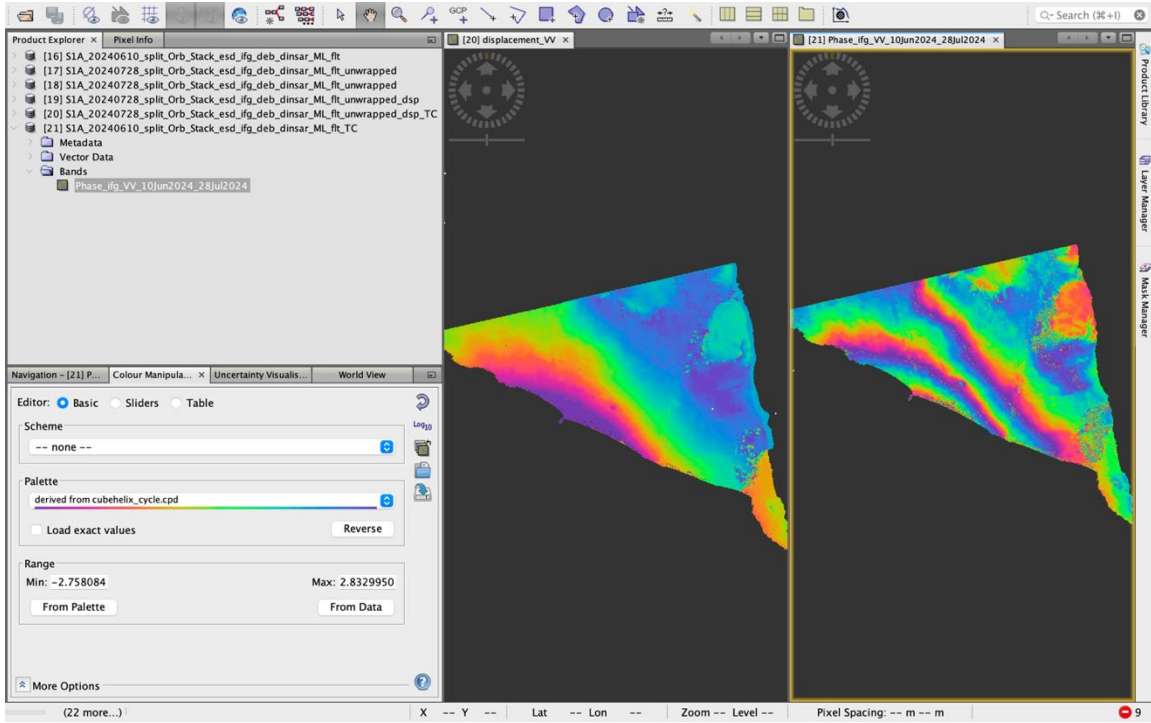 GCP
Search (⌘+I)
Product Explorer × Pixel Info
[16] S1A_20240610_split_Orb_Stack_esd_ifg_deb_dinsar_ML_flt
[17] S1A_20240728_split_Orb_Stack_esd_ifg_deb_dinsar_ML_flt_unwrapped
[18] S1A_20240728_split_Orb_Stack_esd_ifg_deb_dinsar_ML_flt_unwrapped
[19] S1A_20240728_split_Orb_Stack_esd_ifg_deb_dinsar_ML_flt_unwrapped_dsp
[20] S1A_20240728_split_Orb_Stack_esd_ifg_deb_dinsar_ML_flt_unwrapped_dsp_TC
[21] S1A_20240610_split_Orb_Stack_esd_ifg_deb_dinsar_ML_flt_TC
Metadata
Vector Data
Bands
Phase_ifg_VV_10Jun2024_28Jul2024
[20] displacement_VV ×
[21] Phase_ifg_VV_10Jun2024_28Jul2024 ×
Product Library
Layer Manager
Mask Manager
Navigation - [21] P... Colour Manipula... × Uncertainty Visualis... World View
Editor: Basic Sliders Table
Log10
Scheme
-- none --
Palette
derived from cubehelix_cycle.cpd
Load exact values Reverse
Range
Min: -2.758084 Max: 2.8329950
From Palette From Data
More Options
(22 more...) X -- Y -- Lat -- Lon -- Zoom -- Level -- Pixel Spacing: -- m -- m 9